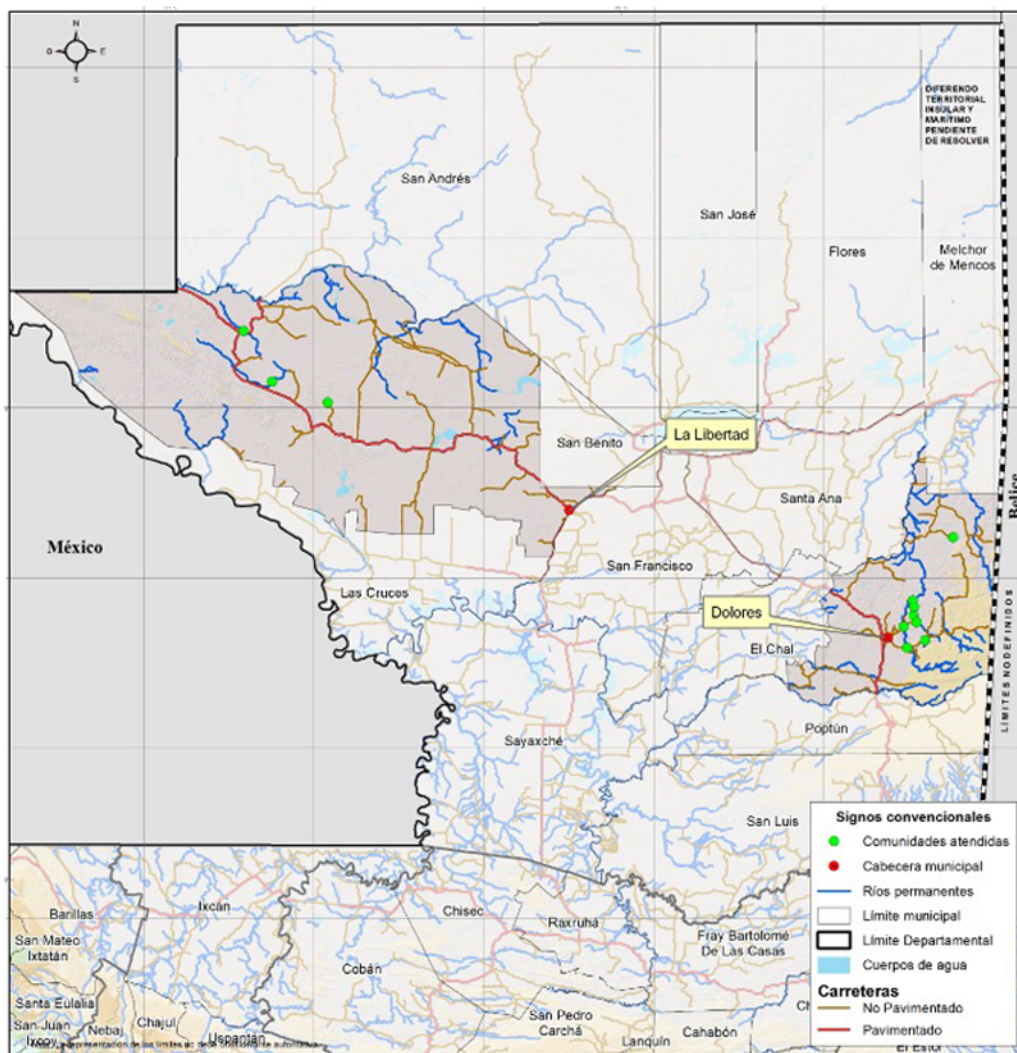 N
O
E
S
DIFERENDO
TERRITORIAL
INSULAR Y
MARÍTIMO
PENDIENTE
DE RESOLVER
San Andrés
San José
Flores
Melchor
de Mencos
La Libertad
San Benito
Santa Ana
Belice
México
San Francisco
Las Cruces
Dolores
El Chal
LÍMITES NO DEFINIDOS
Sayaxché
Poptún
San Luis
Signos convencionales
Comunidades atendidas
Cabecera municipal
Ríos permanentes
Límite municipal
Límite Departamental
Cuerpos de agua
Carreteras
No Pavimentado
Pavimentado
Ixcán
Barillas
Chisec
Raxruhá
San Mateo
Ixtatán
Fray Bartolomé
De Las Casas
Cobán
Santa Eulalia
San Juan
Ixcoy
Nebaj
Chajul
Uspantán
San Pedro
Carchá
Lanquín
Cahabón
El Estor